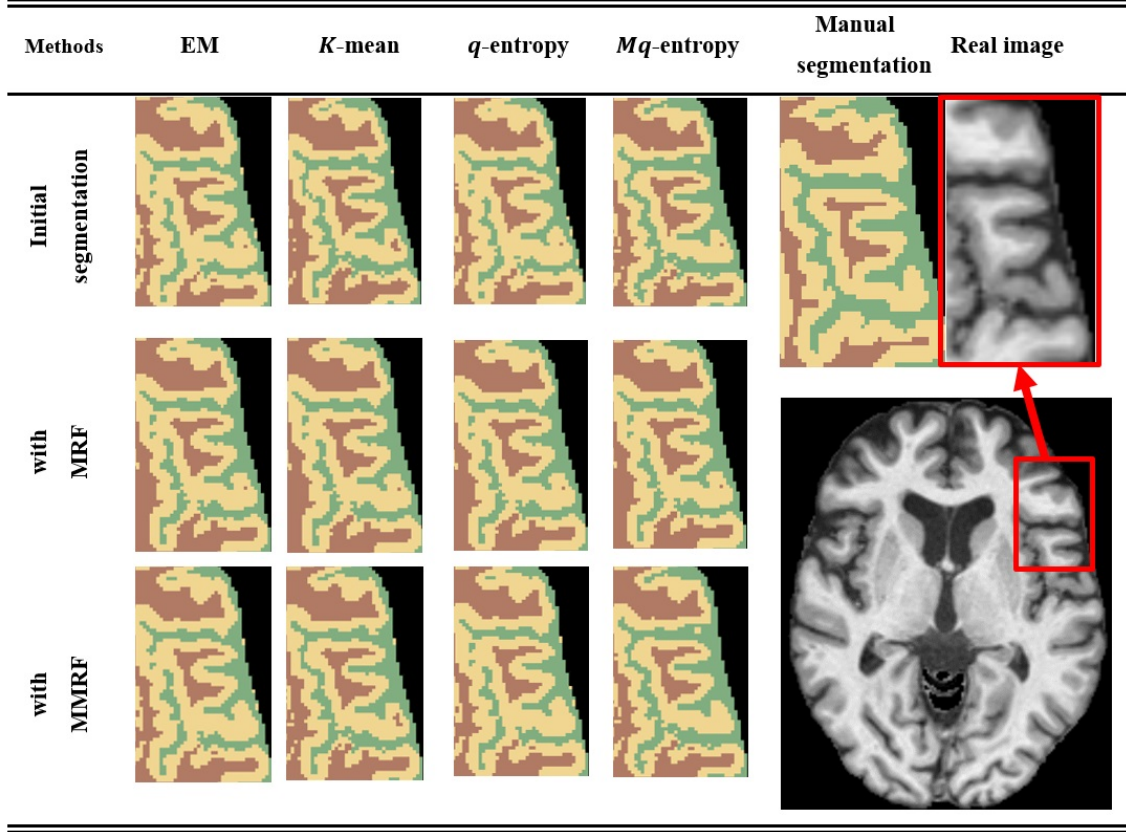 Methods EM K-mean q-entropy Mq-entropy Manual segmentation Real image
Initial segmentation
with MRF
with MMRF